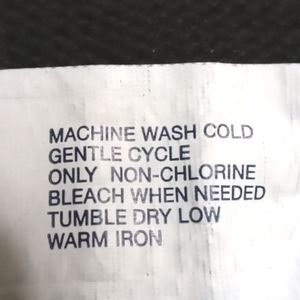 MACHINE WASH COLD
GENTLE CYCLE
ONLY NON-CHLORINE
BLEACH WHEN NEEDED
TUMBLE DRY LOW
WARM IRON